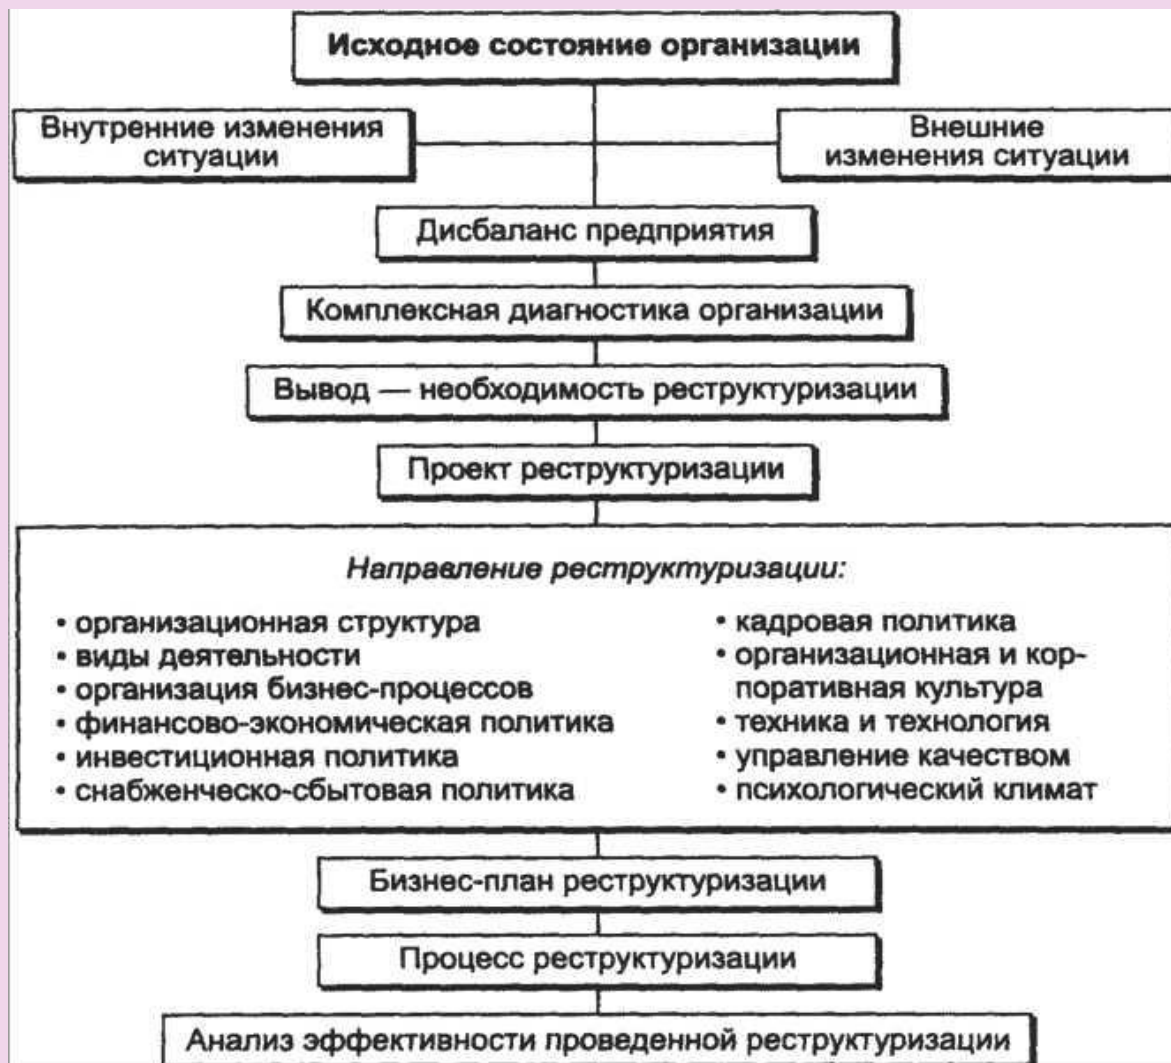 Исходное состояние организации
Внутренние изменения
ситуации
Внешние
изменения ситуации
Дисбаланс предприятия
Комплексная диагностика организации
Вывод — необходимость реструктуризации
Проект реструктуризации
Направление реструктуризации:
• организационная структура
• виды деятельности
• организация бизнес-процессов
• финансово-экономическая политика
• инвестиционная политика
• снабженческо-сбытовая политика
• кадровая политика
• организационная и кор-
поративная культура
• техника и технология
• управление качеством
• психологический климат
Бизнес-план реструктуризации
Процесс реструктуризации
Анализ эффективности проведенной реструктуризации